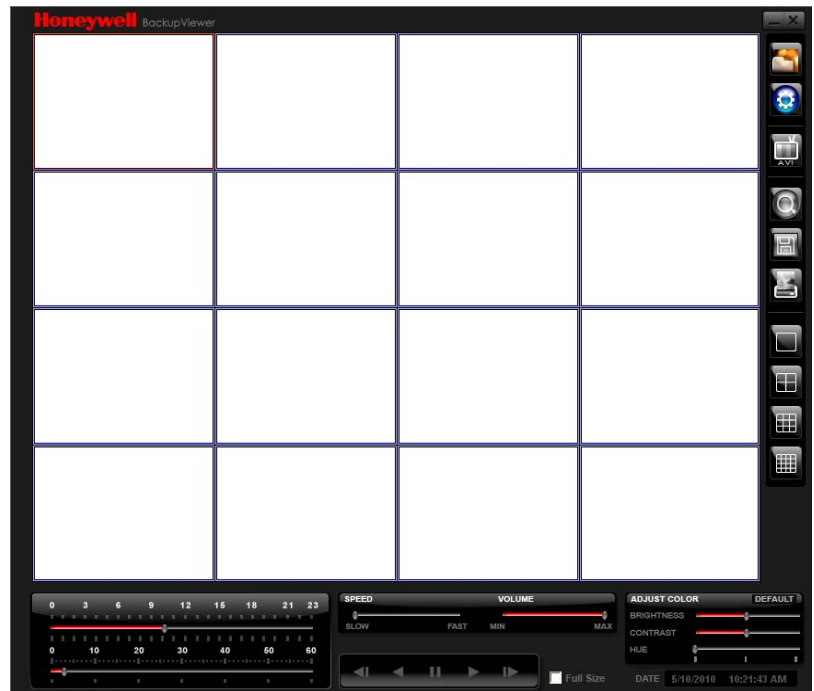 Honeywell BackupViewer
AVI
0 3 6 9 12 15 18 21 23
0 10 20 30 40 50 60
SPEED VOLUME
SLOW FAST MIN MAX
Full Size
ADJUST COLOR DEFAULT
BRIGHTNESS
CONTRAST
HUE
DATE 5/10/2010 10:21:43 AM